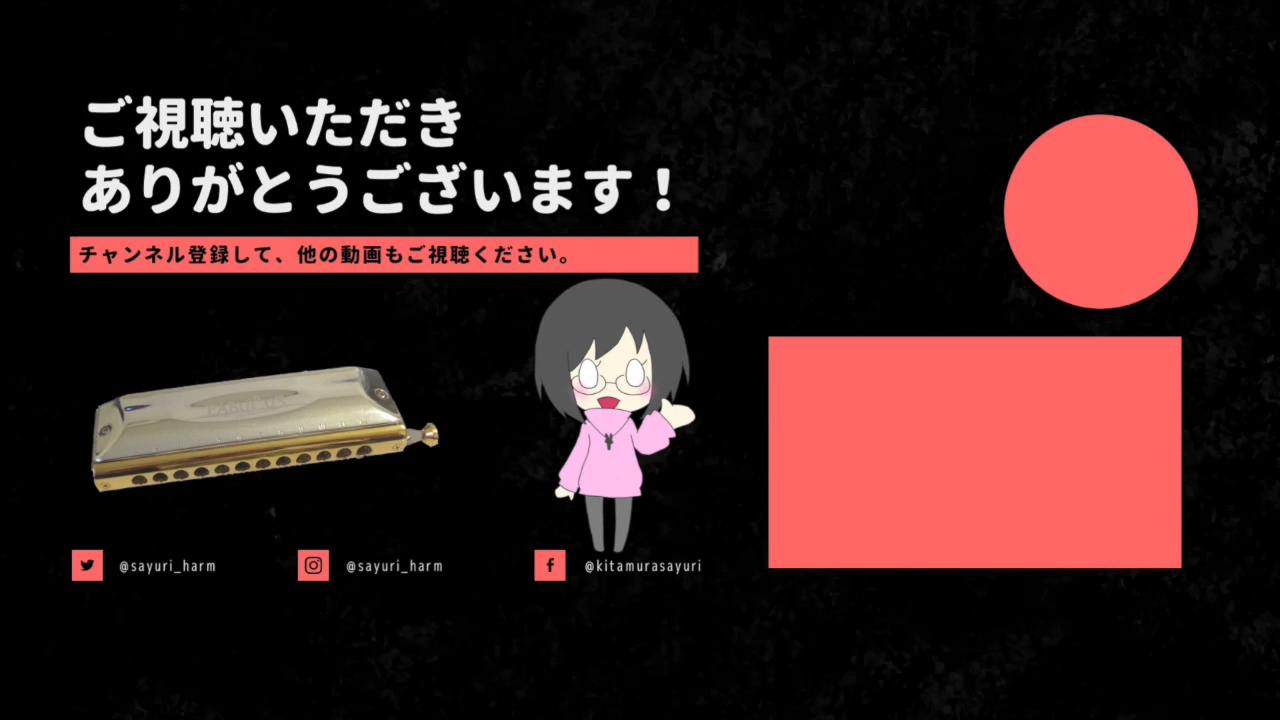 ご視聴いただき
ありがとうございます！
チャンネル登録して、他の動画もご視聴ください。
FABULOUS
@sayuri_harm
@sayuri_harm
@kitamurasayuri